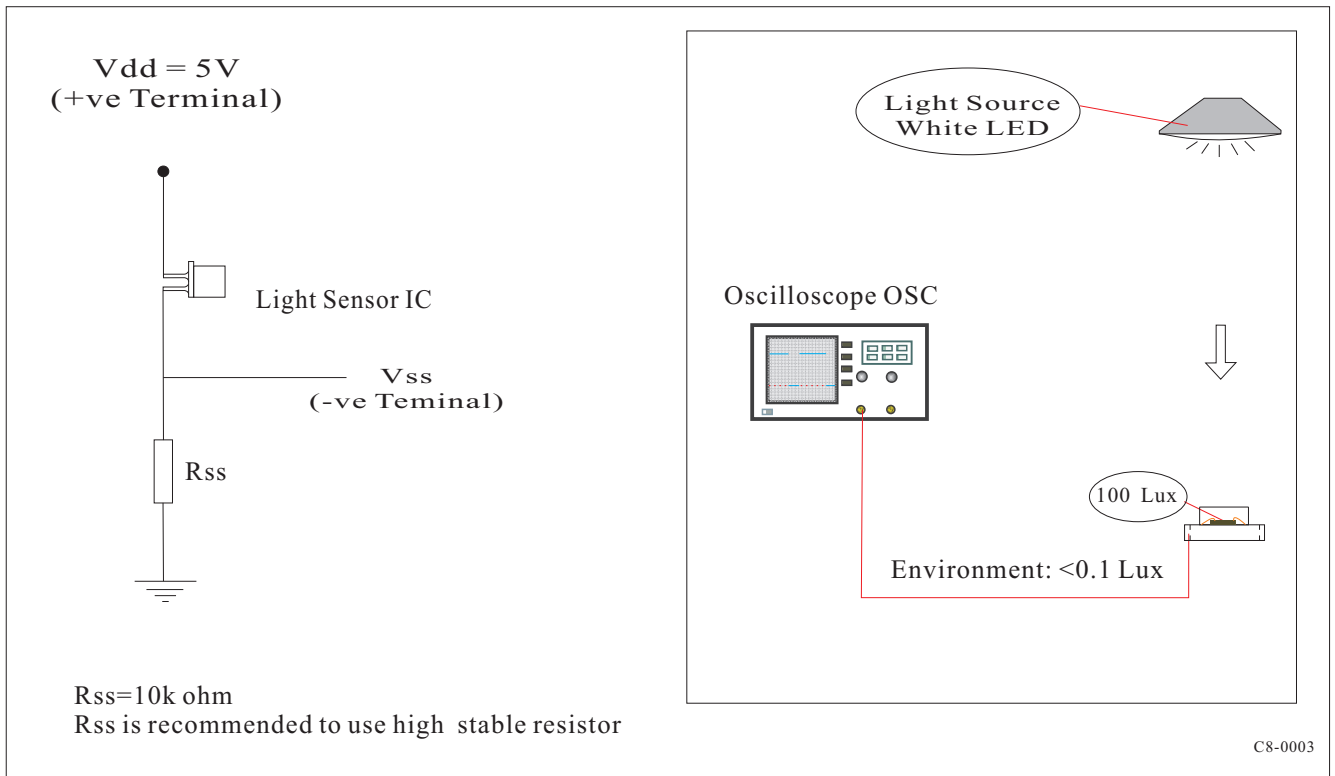 Vdd = 5V
(+ve Terminal)
Light Sensor IC
Vss
(-ve Teminal)
Rss
Rss=10k ohm
Rss is recommended to use high stable resistor
Light Source
White LED
Oscilloscope OSC
100 Lux
Environment: <0.1 Lux
C8-0003